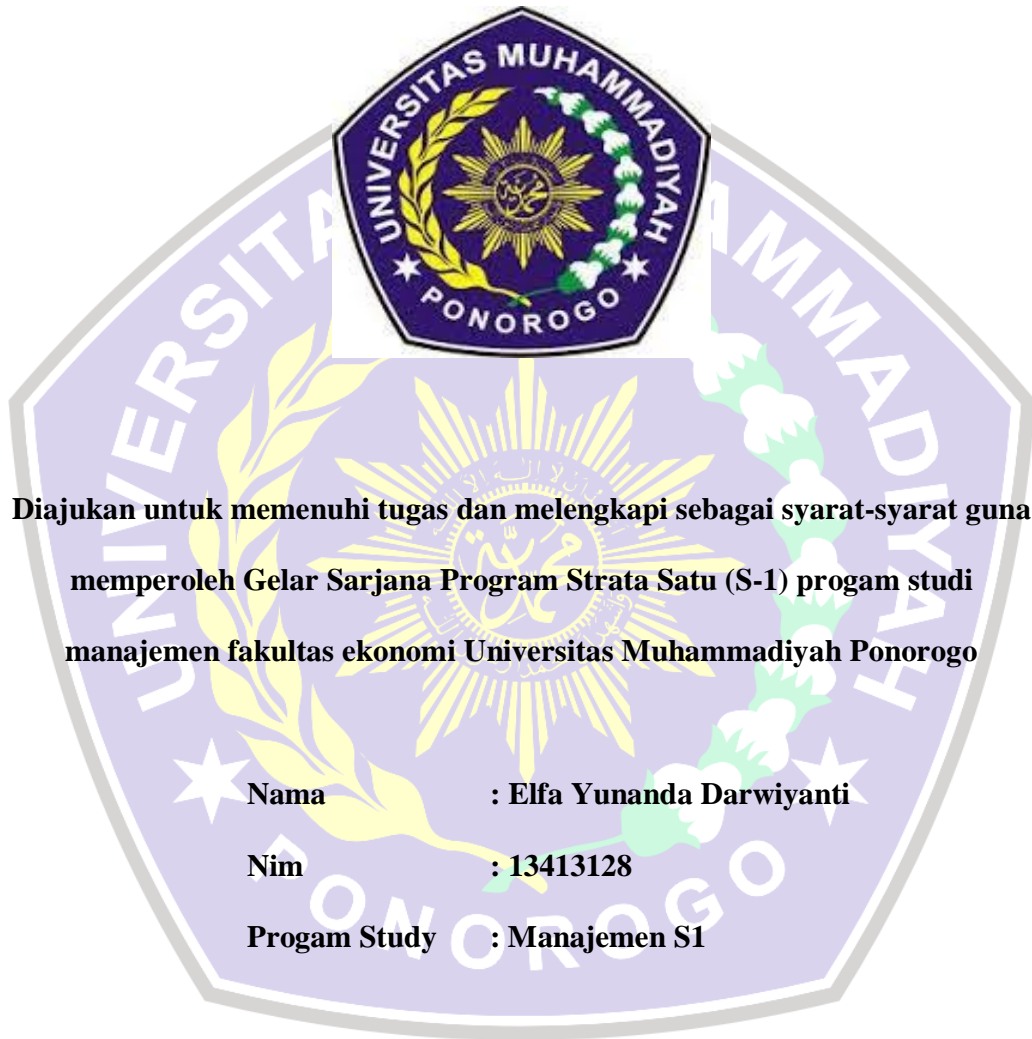 UNIVERSITAS MUHAMMADIYAH
PONOROGO
Diajukan untuk memenuhi tugas dan melengkapi sebagai syarat-syarat guna
memperoleh Gelar Sarjana Program Strata Satu (S-1) progam studi
manajemen fakultas ekonomi Universitas Muhammadiyah Ponorogo
Nama : Elfa Yunanda Darwiyanti
Nim : 13413128
Progam Study : Manajemen S1